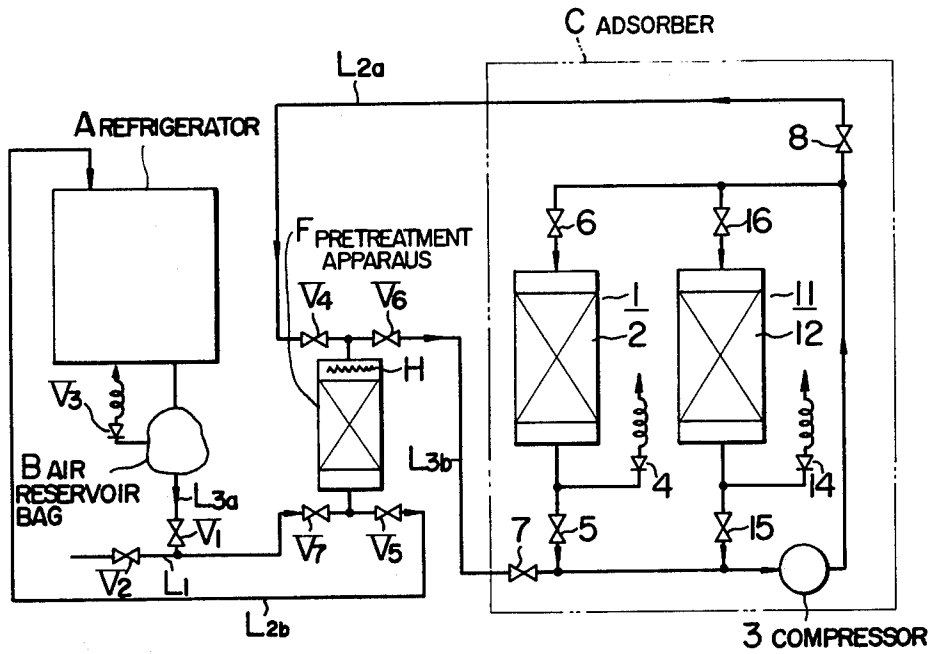 C ADSORBER
L2a
A REFRIGERATOR
8
6
16
F PRETREATMENT
APPARAUS
V4
V6
1
2
11
12
H
V3
B AIR
RESERVOIR
BAG
L3a
L3b
4
14
V1
V7
V5
7
5
15
V2
L1
L2b
3 COMPRESSOR